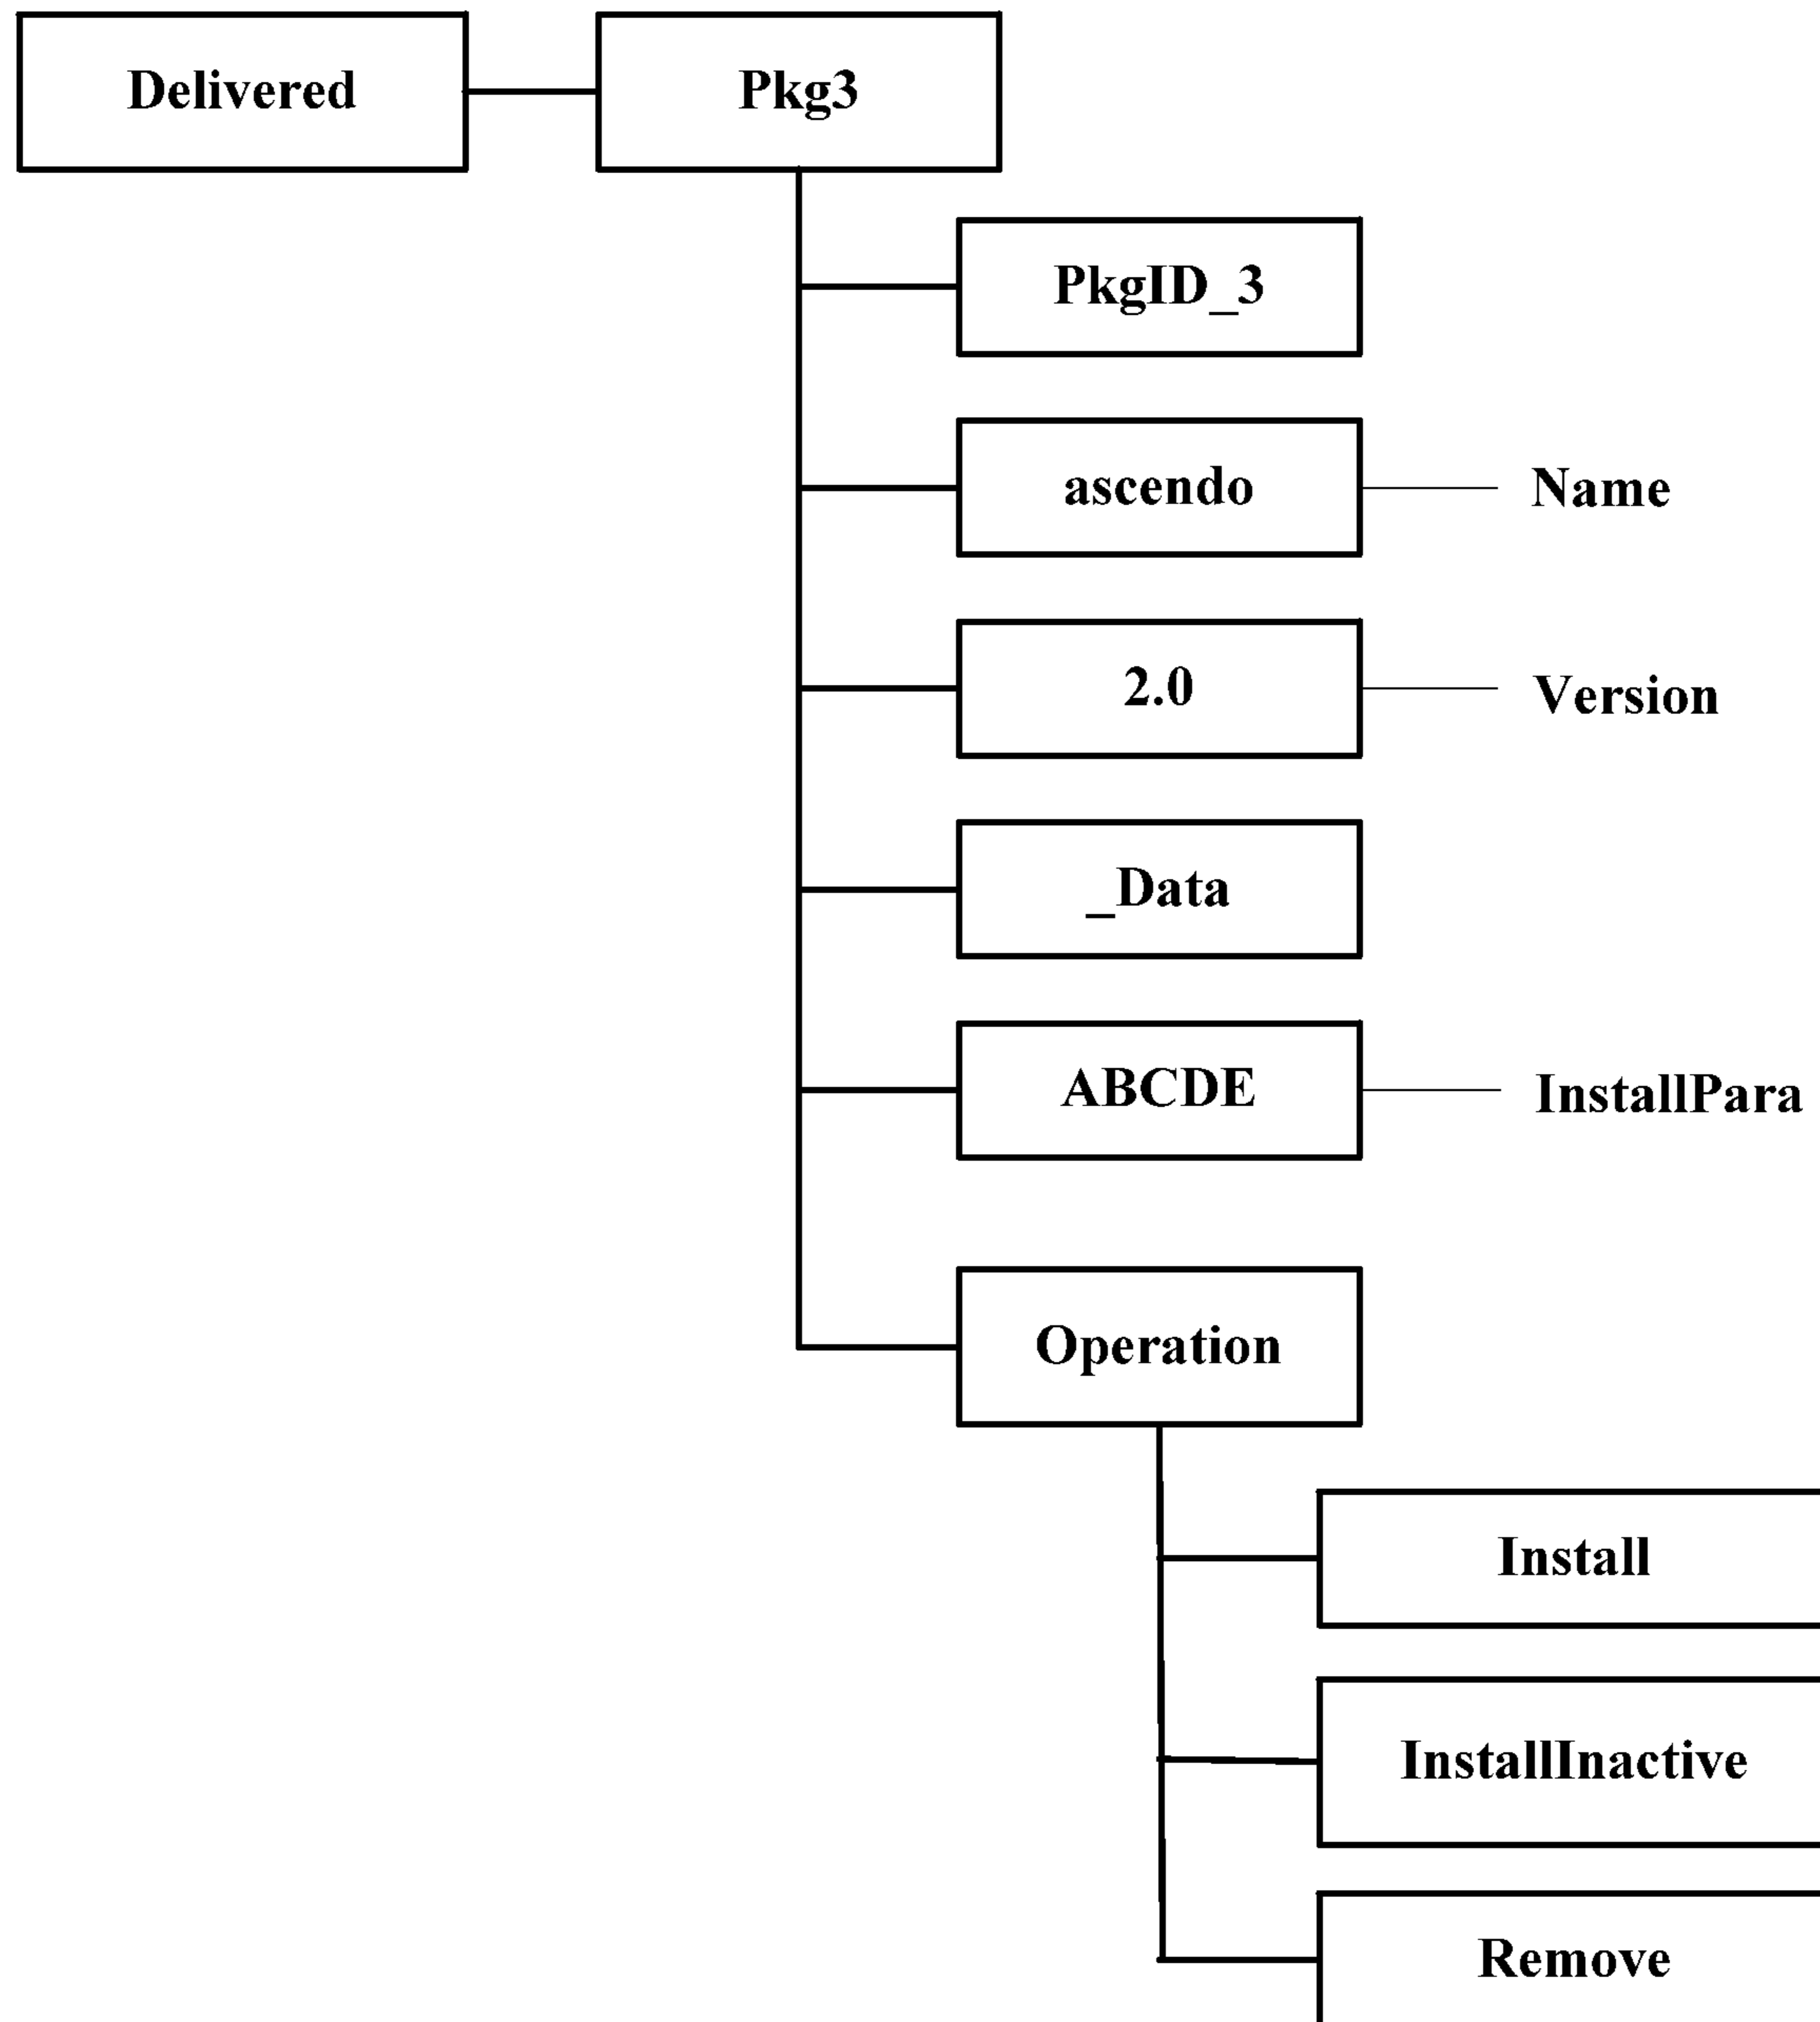 Delivered
Pkg3
PkgID_3
ascendo
Name
2.0
Version
_Data
ABCDE
InstallPara
Operation
Install
InstallInactive
Remove